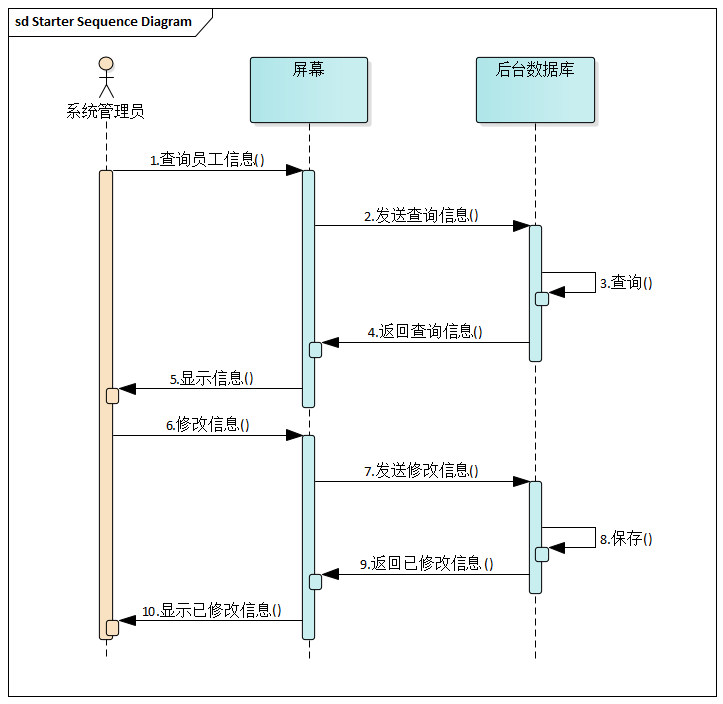 sd Starter Sequence Diagram
系统管理员
屏幕
后台数据库
1.查询员工信息()
2.发送查询信息()
3.查询()
4.返回查询信息()
5.显示信息()
6.修改信息()
7.发送修改信息()
8.保存()
9.返回已修改信息()
10.显示已修改信息()